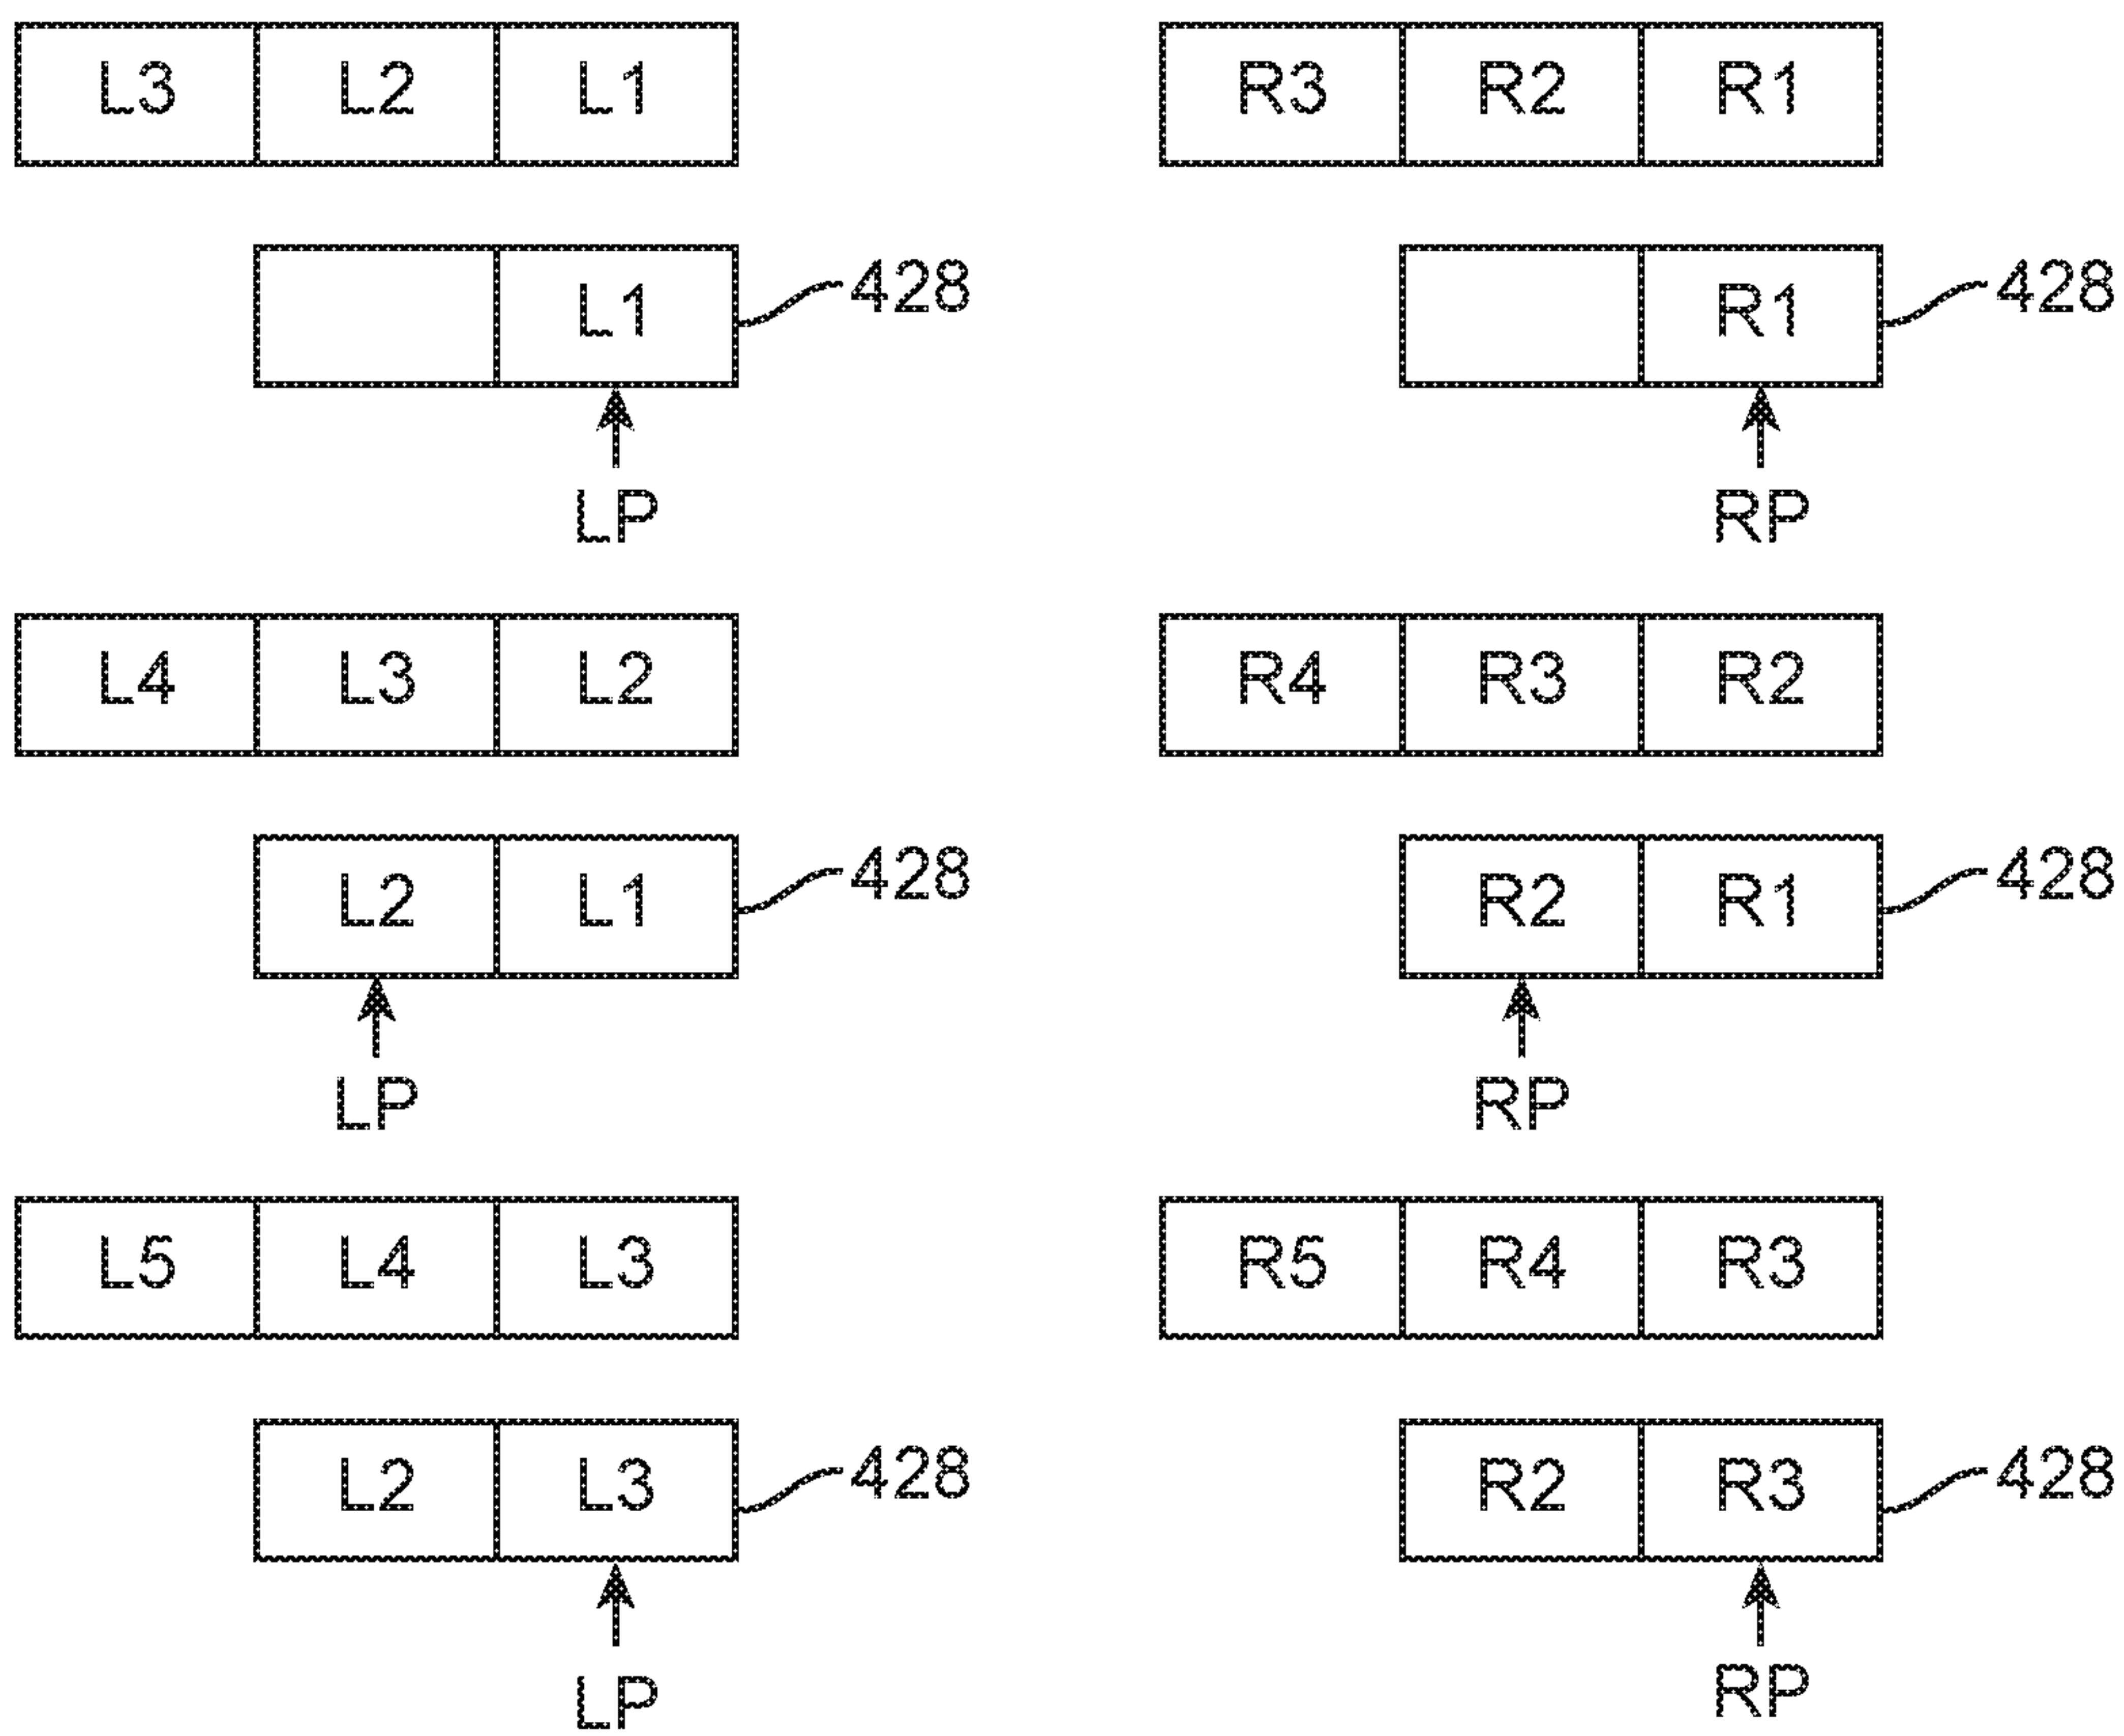 L3 L2 L1 R3 R2 R1
L1 428 R1 428
LP RP
L4 L3 L2 R4 R3 R2
L2 L1 428 R2 R1 428
LP RP
L5 L4 L3 R5 R4 R3
L2 L3 428 R2 R3 428
LP RP